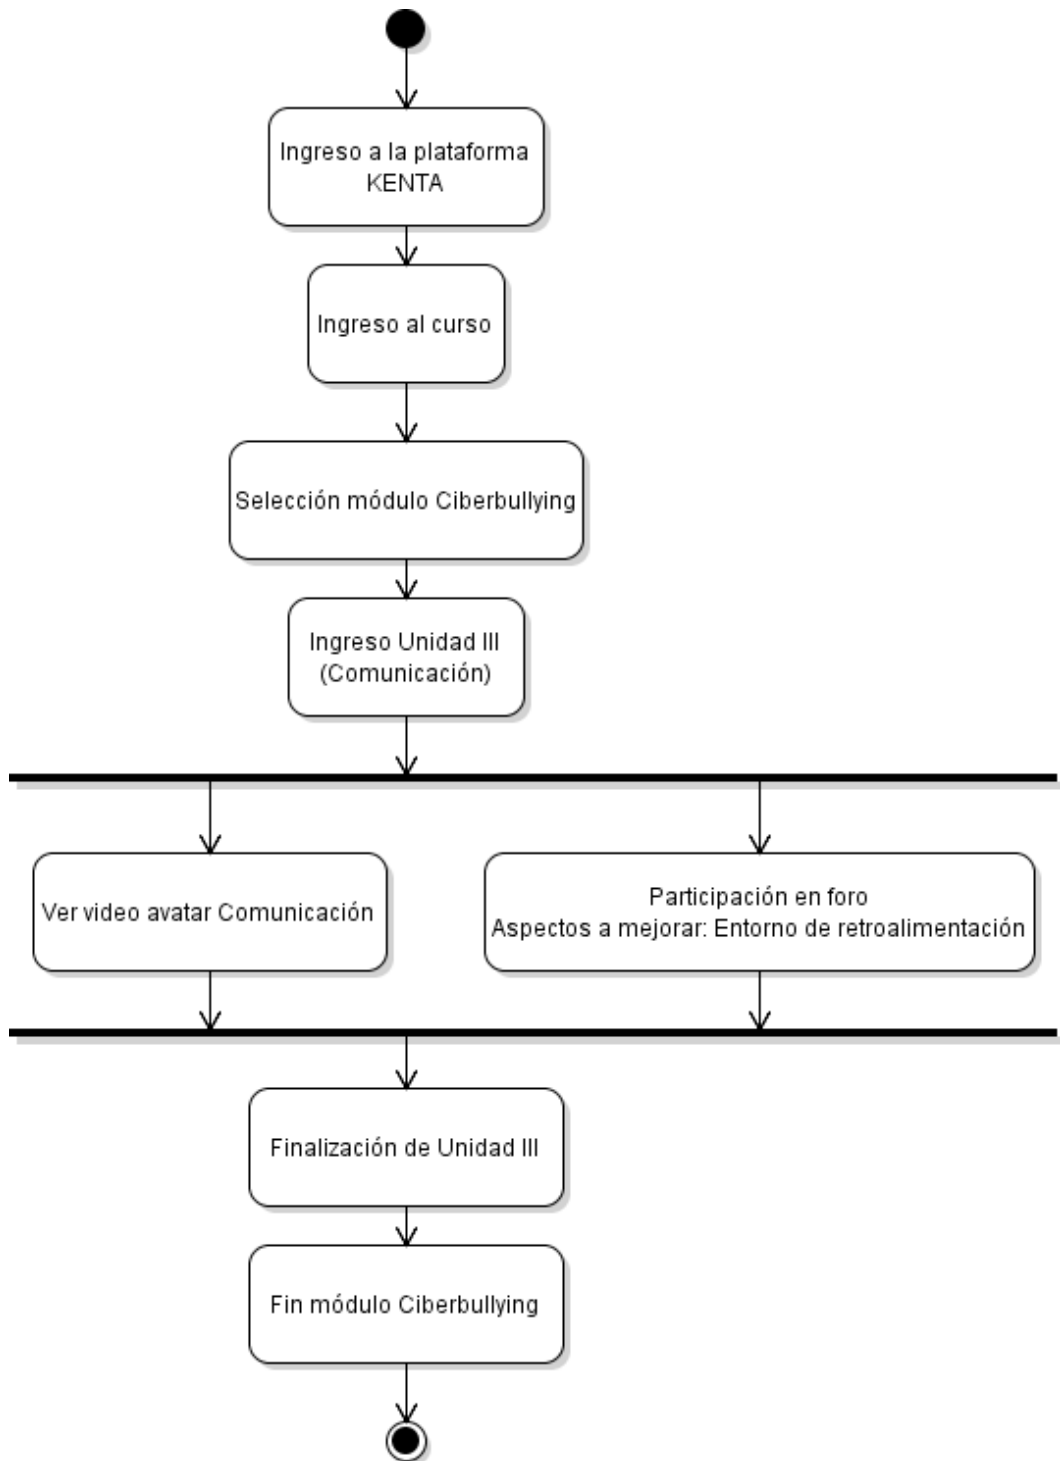 Ingreso a la plataforma
KENTA
Ingreso al curso
Selección módulo Ciberbullying
Ingreso Unidad III
(Comunicación)
Ver video avatar Comunicación
Participación en foro
Aspectos a mejorar: Entorno de retroalimentación
Finalización de Unidad III
Fin módulo Ciberbullying